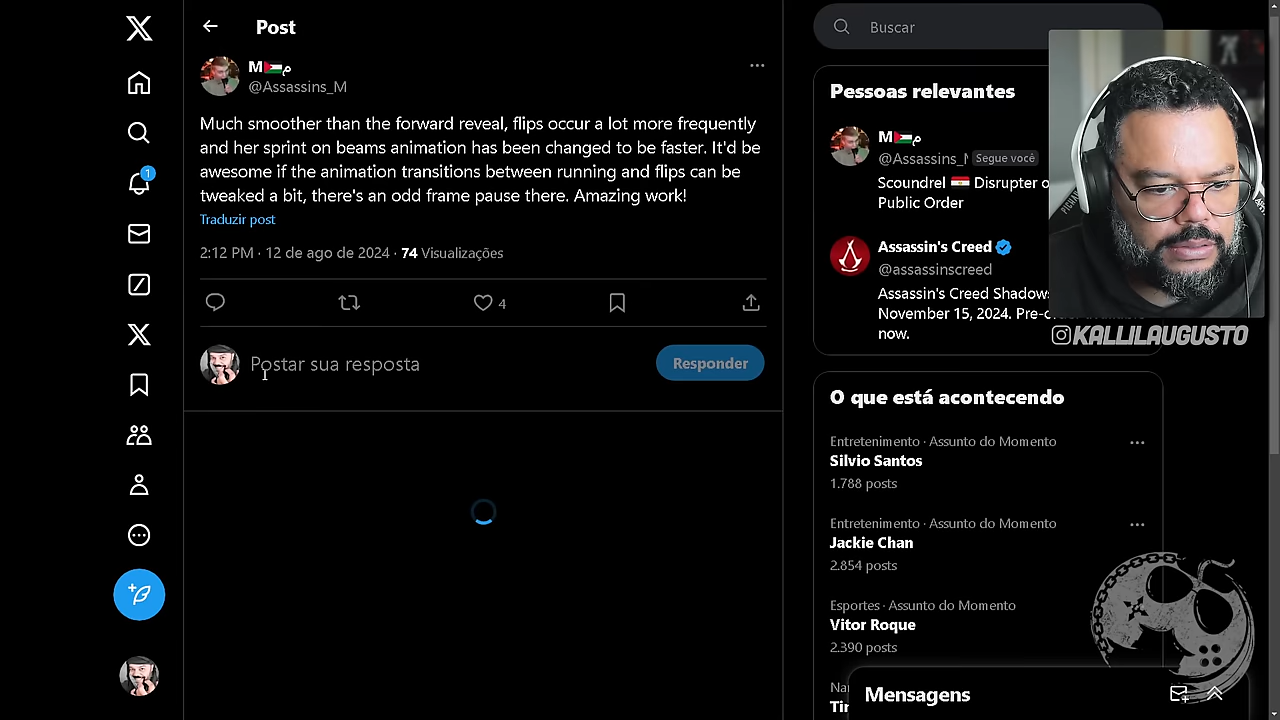 Post
Buscar
M🇵🇸م
@Assassins_M
Much smoother than the forward reveal, flips occur a lot more frequently
and her sprint on beams animation has been changed to be faster. It'd be
awesome if the animation transitions between running and flips can be
tweaked a bit, there's an odd frame pause there. Amazing work!
Traduzir post
2:12 PM · 12 de ago de 2024 · 74 Visualizações
4
Postar sua resposta
Responder
Pessoas relevantes
M🇵🇸م
@Assassins_M Segue você
Scoundrel 🇪🇬 Disrupter o
Public Order
Assassin's Creed
@assassinscreed
Assassin's Creed Shadows
November 15, 2024. Pre-order available
now.
KALLILAUGUSTO
O que está acontecendo
Entretenimento · Assunto do Momento
Silvio Santos
1.788 posts
Entretenimento · Assunto do Momento
Jackie Chan
2.854 posts
Esportes · Assunto do Momento
Vitor Roque
2.390 posts
Mensagens
1